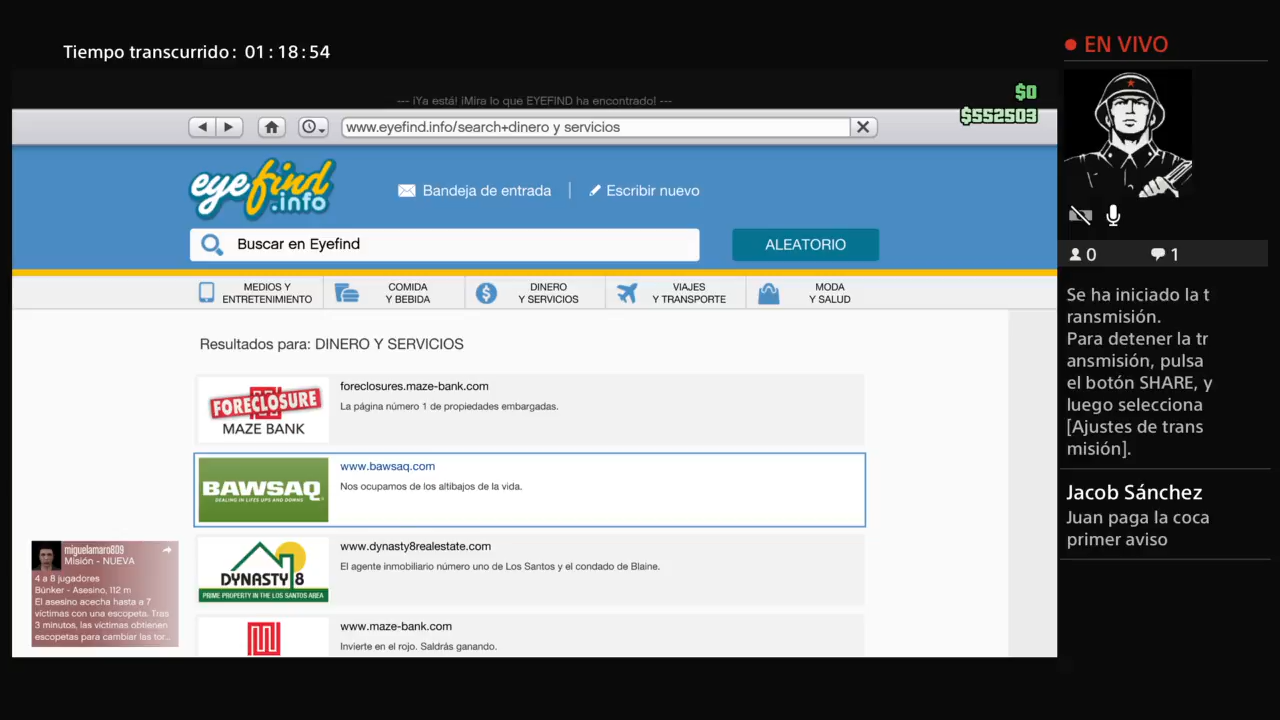 Tiempo transcurrido: 01:18:54
EN VIVO
--- ¡Ya está! ¡Mira lo que EYEFIND ha encontrado! ---
$0
$552503
www.eyefind.info/search+dinero y servicios
eyefind
.info
Bandeja de entrada
Escribir nuevo
Buscar en Eyefind
ALEATORIO
MEDIOS Y
ENTRETENIMIENTO
COMIDA
Y BEBIDA
DINERO
Y SERVICIOS
VIAJES
Y TRANSPORTE
MODA
Y SALUD
Resultados para: DINERO Y SERVICIOS
FORECLOSURE
MAZE BANK
foreclosures.maze-bank.com
La página número 1 de propiedades embargadas.
BAWSAQ
DEALING IN LIFE'S UPS AND DOWNS
www.bawsaq.com
Nos ocupamos de los altibajos de la vida.
DYNASTY 8
PRIME PROPERTY IN THE LOS SANTOS AREA
www.dynasty8realestate.com
El agente inmobiliario número uno de Los Santos y el condado de Blaine.
www.maze-bank.com
Invierte en el rojo. Saldrás ganando.
miguelamaro809
Misión - NUEVA
4 a 8 jugadores
Búnker - Asesino, 112 m
El asesino acecha hasta a 7
víctimas con una escopeta. Tras
3 minutos, las víctimas obtienen
escopetas para cambiar las tor...
0
1
Se ha iniciado la t
ransmisión.
Para detener la tr
ansmisión, pulsa
el botón SHARE, y
luego selecciona
[Ajustes de trans
misión].
Jacob Sánchez
Juan paga la coca
primer aviso